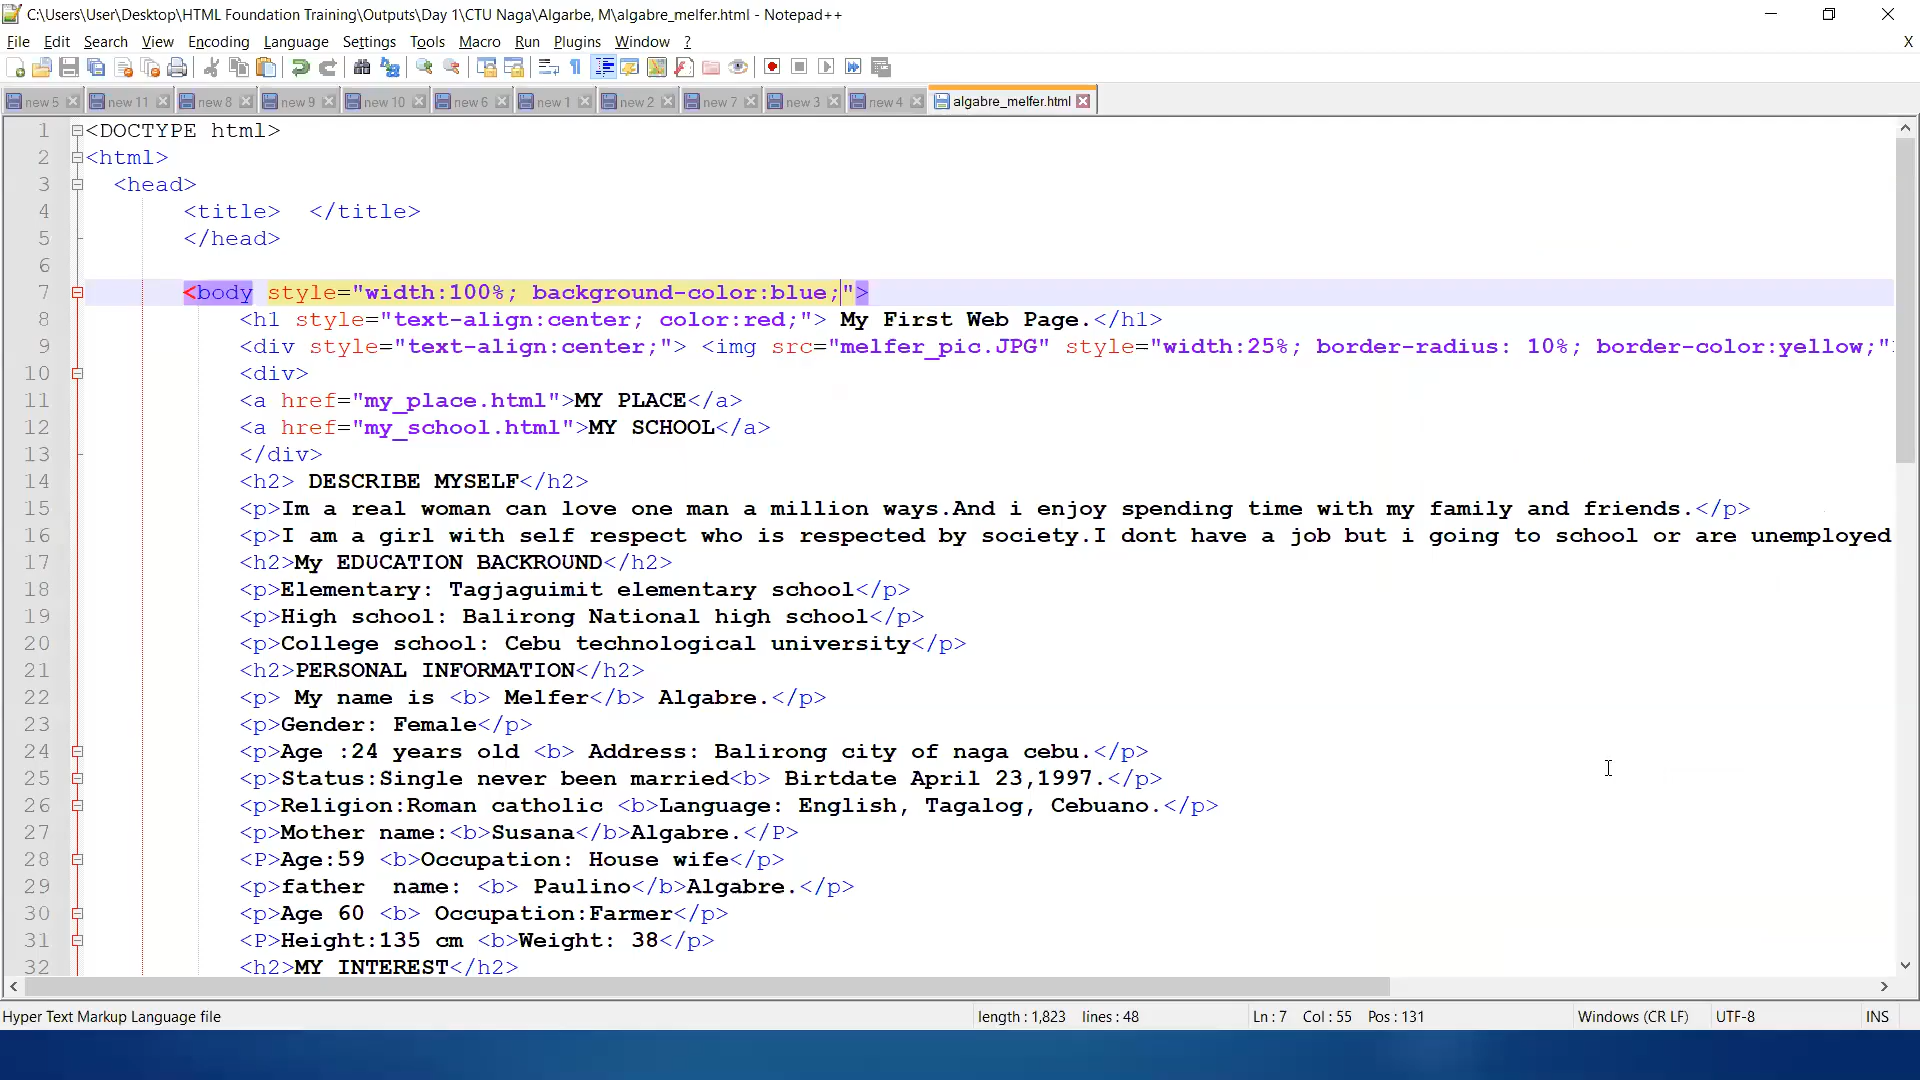 C:\Users\User\Desktop\HTML Foundation Training\Outputs\Day 1\CTU Naga\Algarbe, M\algabre_melfer.html - Notepad++
File Edit Search View Encoding Language Settings Tools Macro Run Plugins Window ? X
new 5 new 11 new 8 new 9 new 10 new 6 new 1 new 2 new 7 new 3 new 4 algabre_melfer.html
1 <DOCTYPE html>
2 <html>
3 <head>
4 <title>  </title>
5 </head>
6
7 <body style="width:100%; background-color:blue;">
8 <h1 style="text-align:center; color:red;"> My First Web Page.</h1>
9 <div style="text-align:center;"> <img src="melfer_pic.JPG" style="width:25%; border-radius: 10%; border-color:yellow;"
10 <div>
11 <a href="my_place.html">MY PLACE</a>
12 <a href="my_school.html">MY SCHOOL</a>
13 </div>
14 <h2> DESCRIBE MYSELF</h2>
15 <p>Im a real woman can love one man a million ways.And i enjoy spending time with my family and friends.</p>
16 <p>I am a girl with self respect who is respected by society.I dont have a job but i going to school or are unemployed
17 <h2>My EDUCATION BACKROUND</h2>
18 <p>Elementary: Tagjaguimit elementary school</p>
19 <p>High school: Balirong National high school</p>
20 <p>College school: Cebu technological university</p>
21 <h2>PERSONAL INFORMATION</h2>
22 <p> My name is <b> Melfer</b> Algabre.</p>
23 <p>Gender: Female</p>
24 <p>Age :24 years old <b> Address: Balirong city of naga cebu.</p>
25 <p>Status:Single never been married<b> Birtdate April 23,1997.</p>
26 <p>Religion:Roman catholic <b>Language: English, Tagalog, Cebuano.</p>
27 <p>Mother name:<b>Susana</b>Algabre.</P>
28 <P>Age:59 <b>Occupation: House wife</p>
29 <p>father  name: <b> Paulino</b>Algabre.</p>
30 <p>Age 60 <b> Occupation:Farmer</p>
31 <P>Height:135 cm <b>Weight: 38</p>
32 <h2>MY INTEREST</h2>
Hyper Text Markup Language file length : 1,823 lines : 48 Ln : 7 Col : 55 Pos : 131 Windows (CR LF) UTF-8 INS